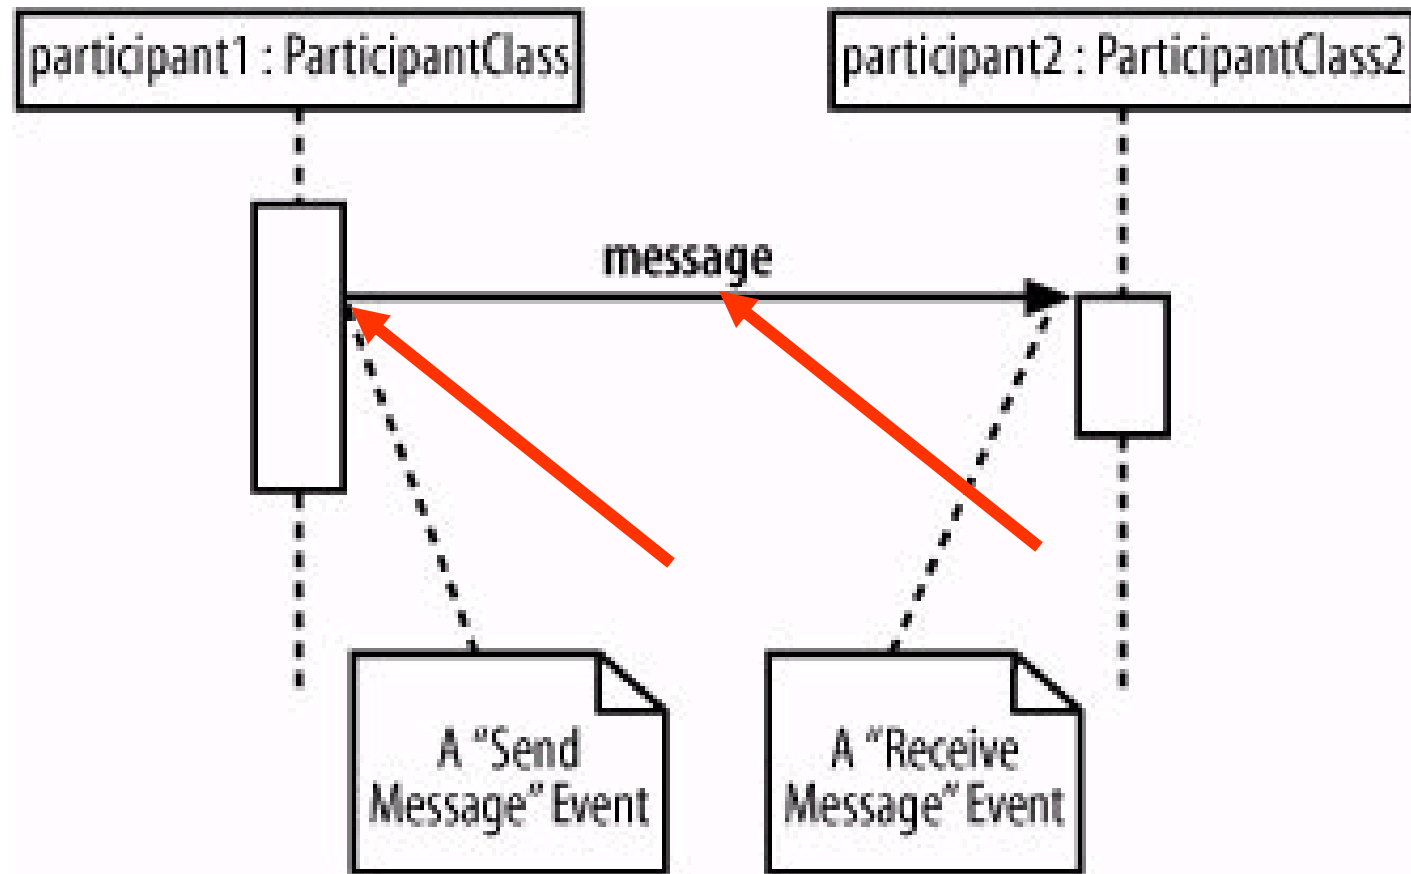 participant1 : ParticipantClass
participant2 : ParticipantClass2
message
A “Send
Message” Event
A “Receive
Message” Event